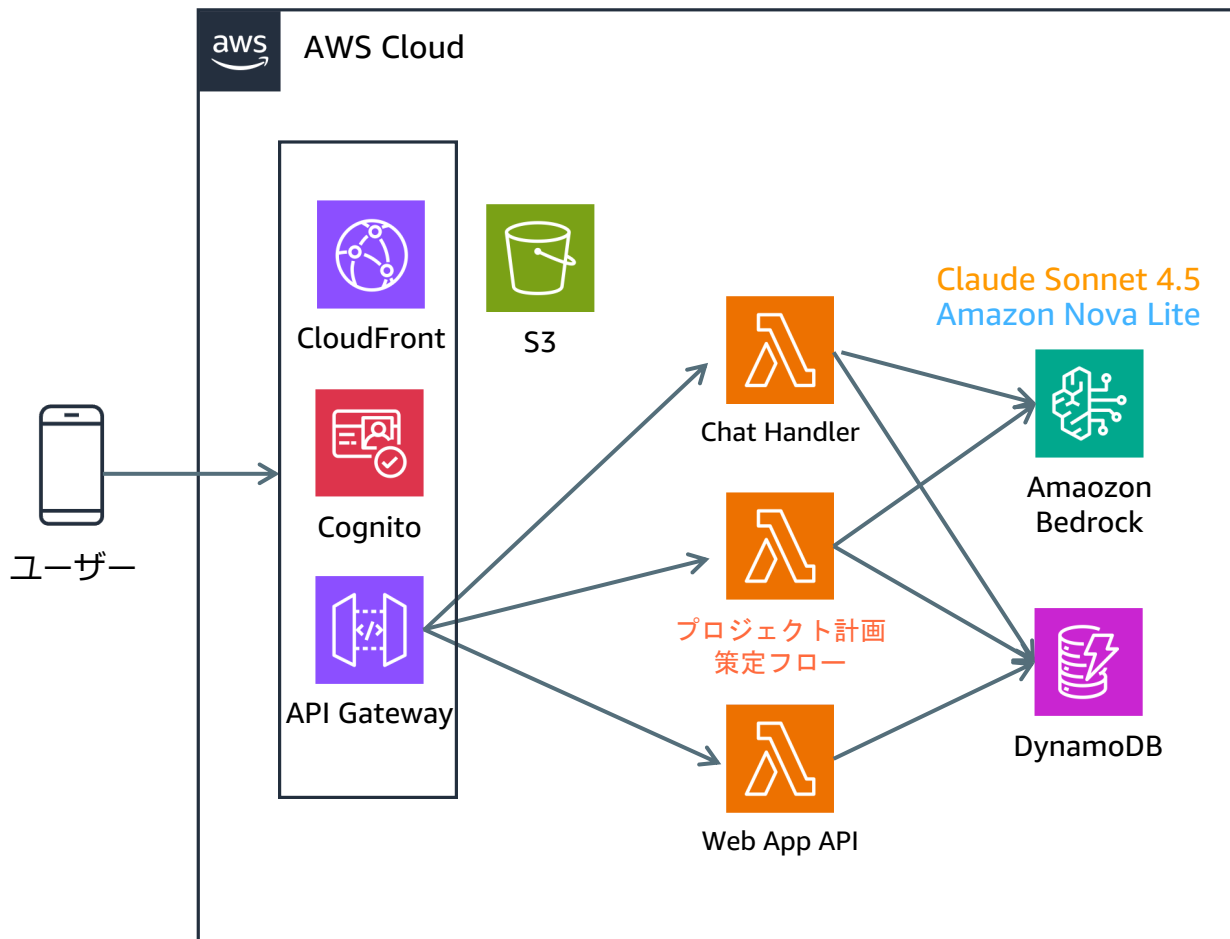 aws
AWS Cloud
CloudFront
S3
Cognito
API Gateway
ユーザー
Chat Handler
プロジェクト計画
策定フロー
Web App API
Claude Sonnet 4.5
Amazon Nova Lite
Amaozon
Bedrock
DynamoDB